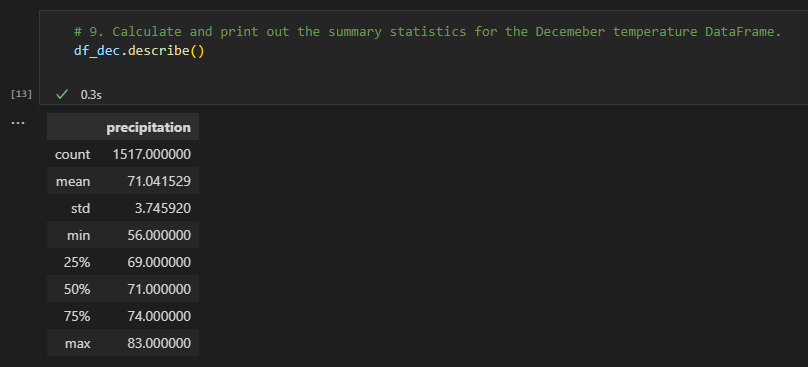 # 9. Calculate and print out the summary statistics for the Decemeber temperature DataFrame.
df_dec.describe()
[13] ✓ 0.3s
...
precipitation
count 1517.000000
mean 71.041529
std 3.745920
min 56.000000
25% 69.000000
50% 71.000000
75% 74.000000
max 83.000000